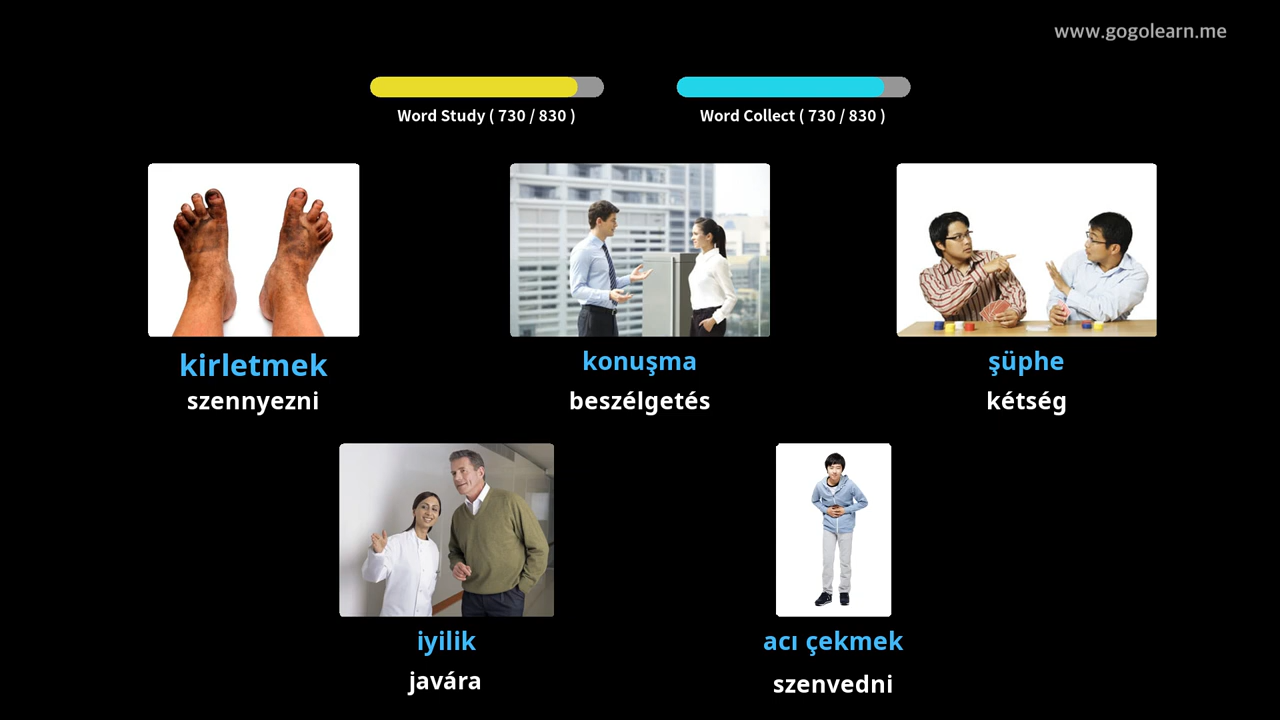 www.gogolearn.me
Word Study ( 730 / 830 )
Word Collect ( 730 / 830 )
kirletmek
szennyezni
konuşma
beszélgetés
şüphe
kétség
iyilik
javára
acı çekmek
szenvedni